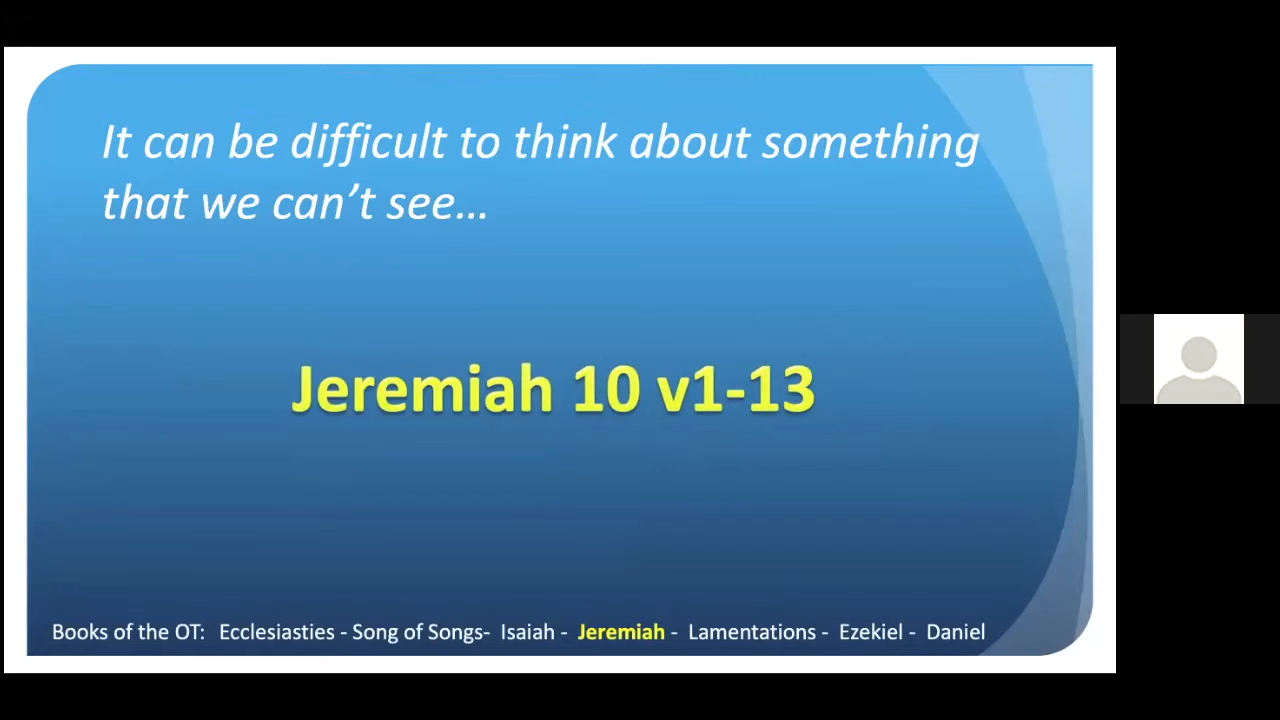 It can be difficult to think about something
that we can’t see…
Jeremiah 10 v1-13
Books of the OT: Ecclesiasties - Song of Songs- Isaiah - Jeremiah - Lamentations - Ezekiel - Daniel